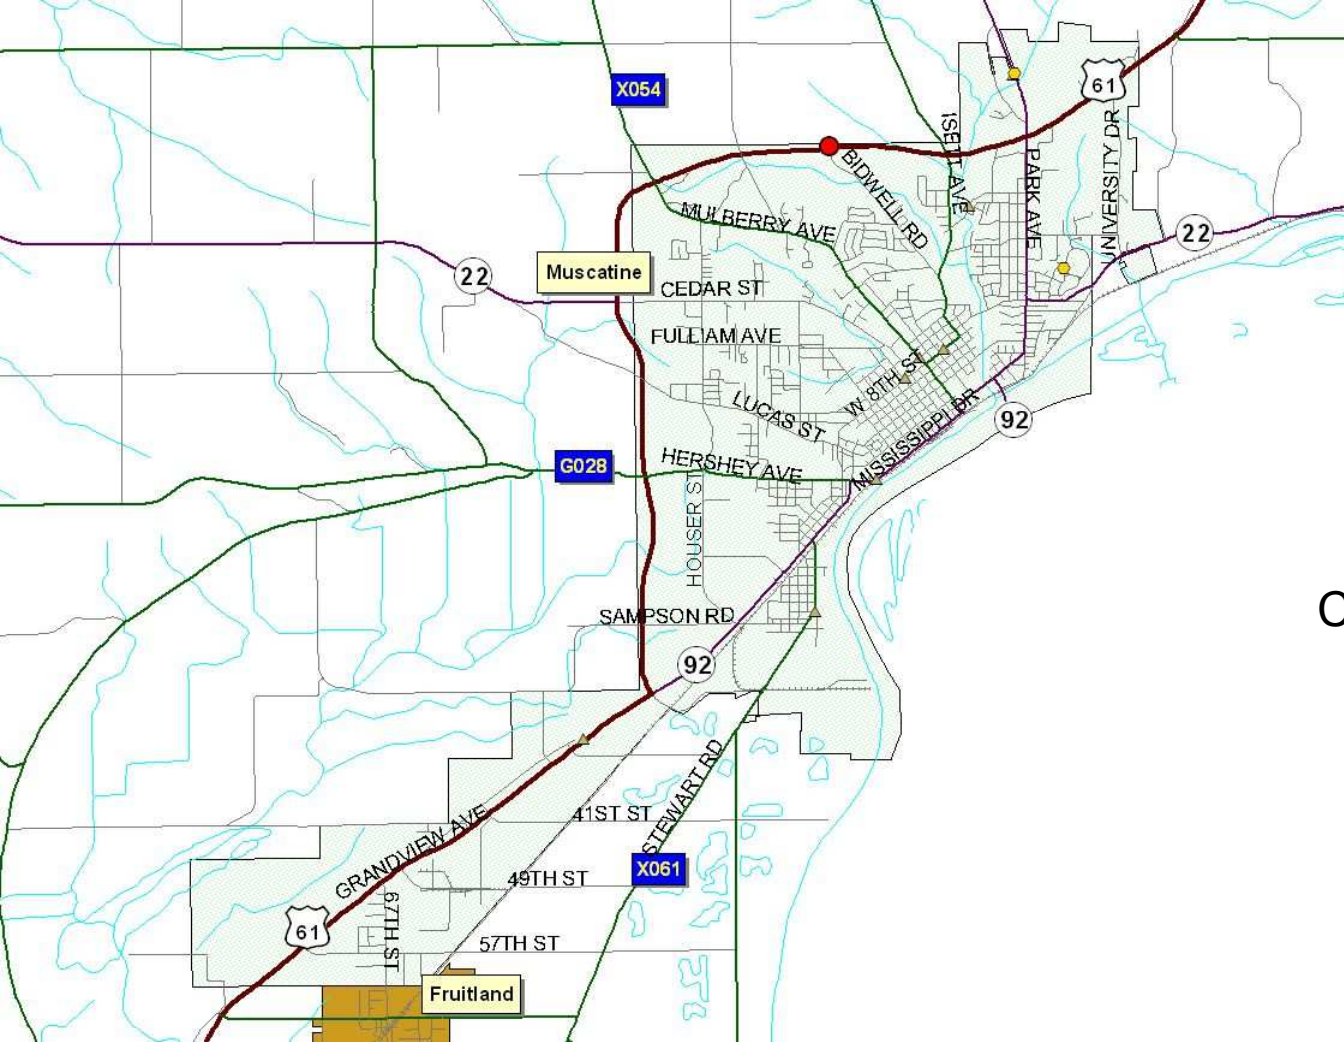 X054
61
ISETT AVE
BIDWELL RD
PARK AVE
UNIVERSITY DR
MULBERRY AVE
22
22
Muscatine
CEDAR ST
FULLIAM AVE
W 8TH ST
LUCAS ST
MISSISSIPPI DR
92
HERSHEY AVE
G028
HOUSER ST
SAMPSON RD
92
STEWART RD
41ST ST
GRANDVIEW AVE
X061
49TH ST
67TH ST
61
57TH ST
Fruitland